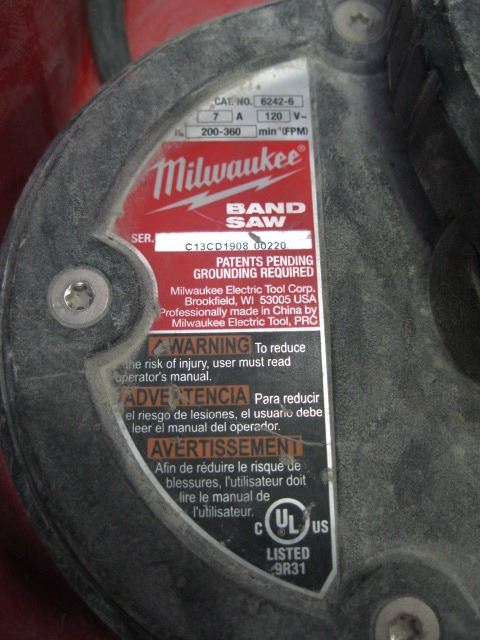 CAT. NO. 6242-6
7 A 120 V~
200-360 min⁻¹(FPM)
Milwaukee®
BAND
SAW
SER. C13CD1908 00220
PATENTS PENDING
GROUNDING REQUIRED
Milwaukee Electric Tool Corp.
Brookfield, WI 53005 USA
Professionally made in China by
Milwaukee Electric Tool, PRC
WARNING To reduce
the risk of injury, user must read
operator's manual.
ADVERTENCIA Para reducir
el riesgo de lesiones, el usuario debe
leer el manual del operador.
AVERTISSEMENT
Afin de réduire le risque de
blessures, l'utilisateur doit
lire le manuel de
l'utilisateur.
C UL US
LISTED
9R31